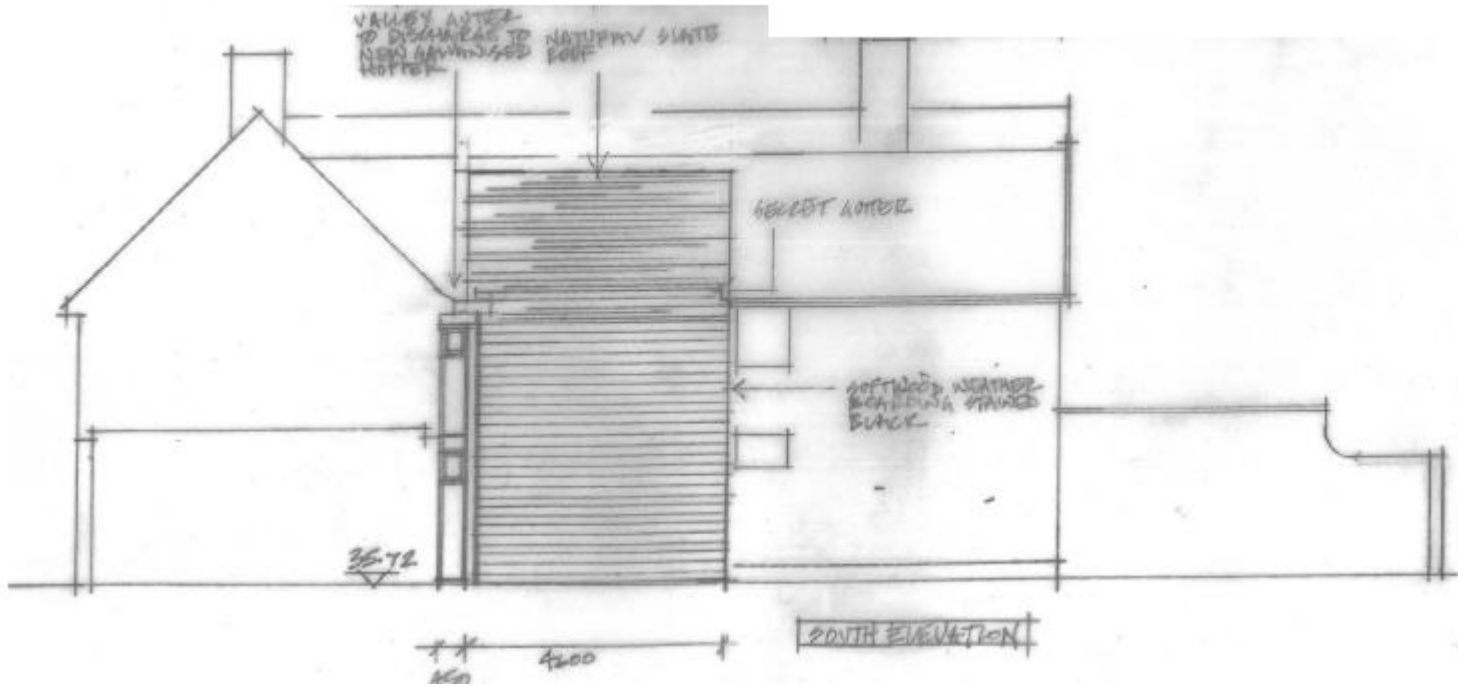 VALLEY GUTTER
TO DISCHARGE TO
NEW GALVANISED
HOPPER
NATURAL SLATE
ROOF
SECRET GUTTER
SOFTWOOD WEATHER
BOARDING STAINED
BLACK
35.72
4600
450
SOUTH ELEVATION